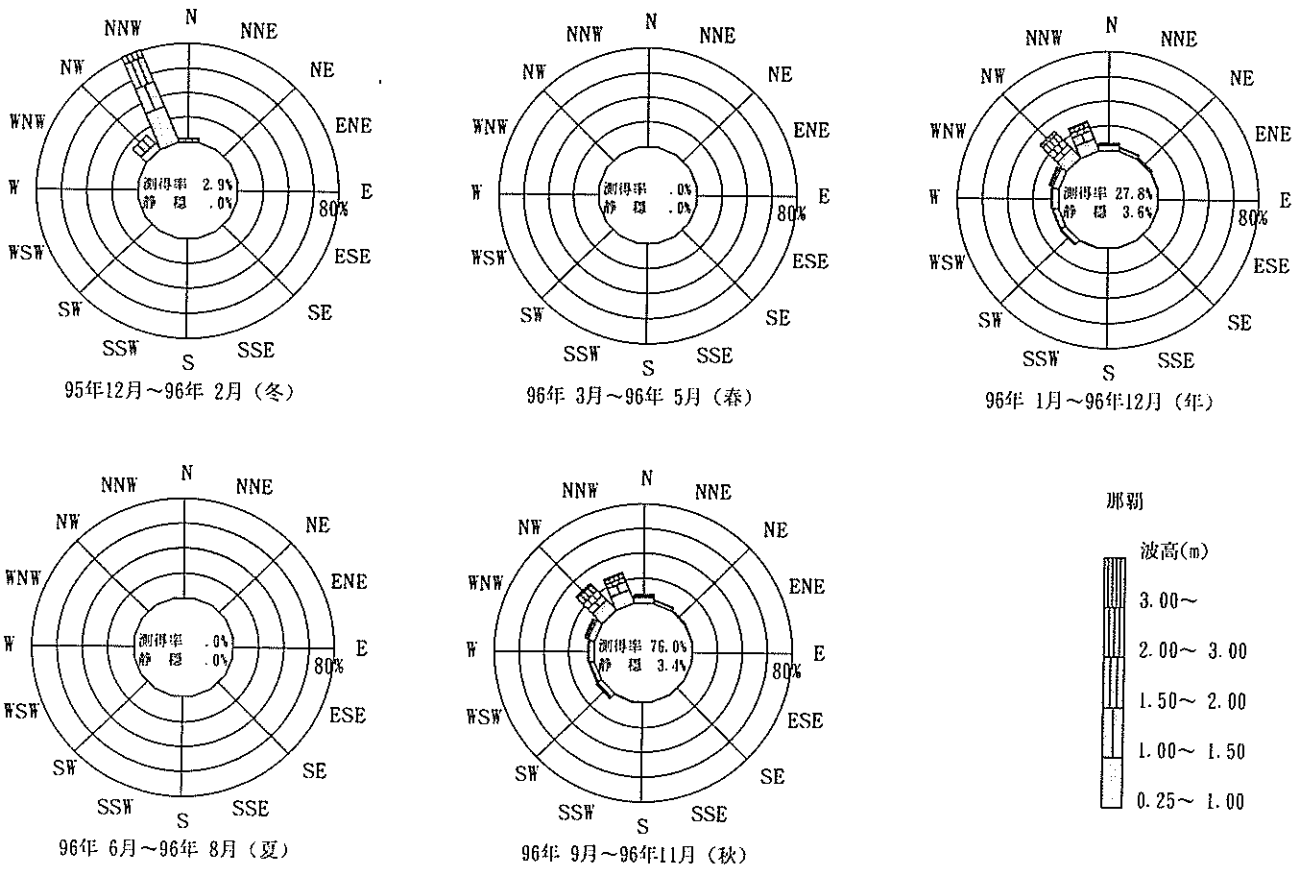 N
NNW NNE
NW NE
WNW ENE
W 測得率 2.9% E
静 穏 .0% 80%
WSW ESE
SW SE
SSW SSE
S
95年12月～96年 2月 (冬)
N
NNW NNE
NW NE
WNW ENE
W 測得率 .0% E
静 穏 .0% 80%
WSW ESE
SW SE
SSW SSE
S
96年 3月～96年 5月 (春)
N
NNW NNE
NW NE
WNW ENE
W 測得率 27.8% E
静 穏 3.6% 80%
WSW ESE
SW SE
SSW SSE
S
96年 1月～96年12月 (年)
N
NNW NNE
NW NE
WNW ENE
W 測得率 .0% E
静 穏 .0% 80%
WSW ESE
SW SE
SSW SSE
S
96年 6月～96年 8月 (夏)
N
NNW NNE
NW NE
WNW ENE
W 測得率 76.0% E
静 穏 3.4% 80%
WSW ESE
SW SE
SSW SSE
S
96年 9月～96年11月 (秋)
那覇
波高(m)
3.00～
2.00～ 3.00
1.50～ 2.00
1.00～ 1.50
0.25～ 1.00